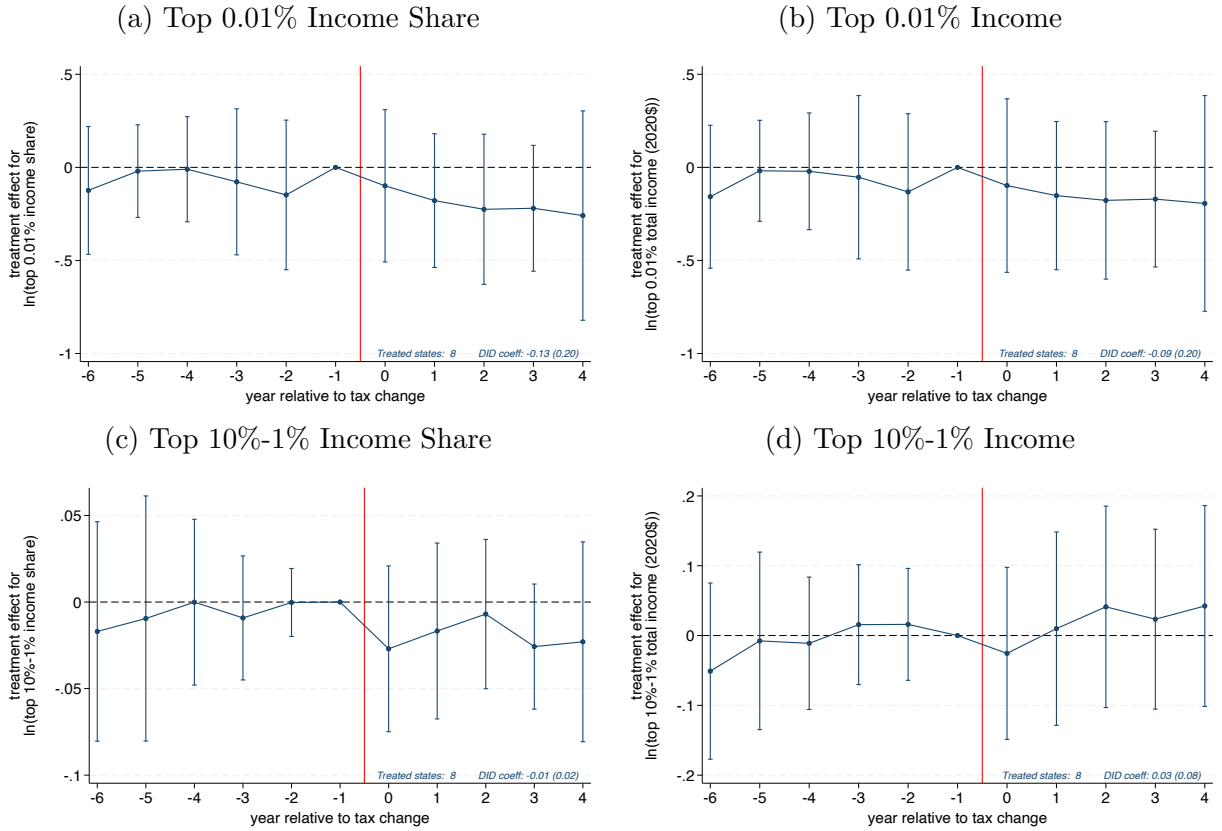 (a) Top 0.01% Income Share
treatment effect for
ln(top 0.01% income share)
.5
0
-.5
-1
Treated states: 8 DID coeff: -0.13 (0.20)
-6 -5 -4 -3 -2 -1 0 1 2 3 4
year relative to tax change
(b) Top 0.01% Income
treatment effect for
ln(top 0.01% total income (2020$))
.5
0
-.5
-1
Treated states: 8 DID coeff: -0.09 (0.20)
-6 -5 -4 -3 -2 -1 0 1 2 3 4
year relative to tax change
(c) Top 10%-1% Income Share
treatment effect for
ln(top 10%-1% income share)
.05
0
-.05
-.1
Treated states: 8 DID coeff: -0.01 (0.02)
-6 -5 -4 -3 -2 -1 0 1 2 3 4
year relative to tax change
(d) Top 10%-1% Income
treatment effect for
ln(top 10%-1% total income (2020$))
.2
.1
0
-.1
-.2
Treated states: 8 DID coeff: 0.03 (0.08)
-6 -5 -4 -3 -2 -1 0 1 2 3 4
year relative to tax change